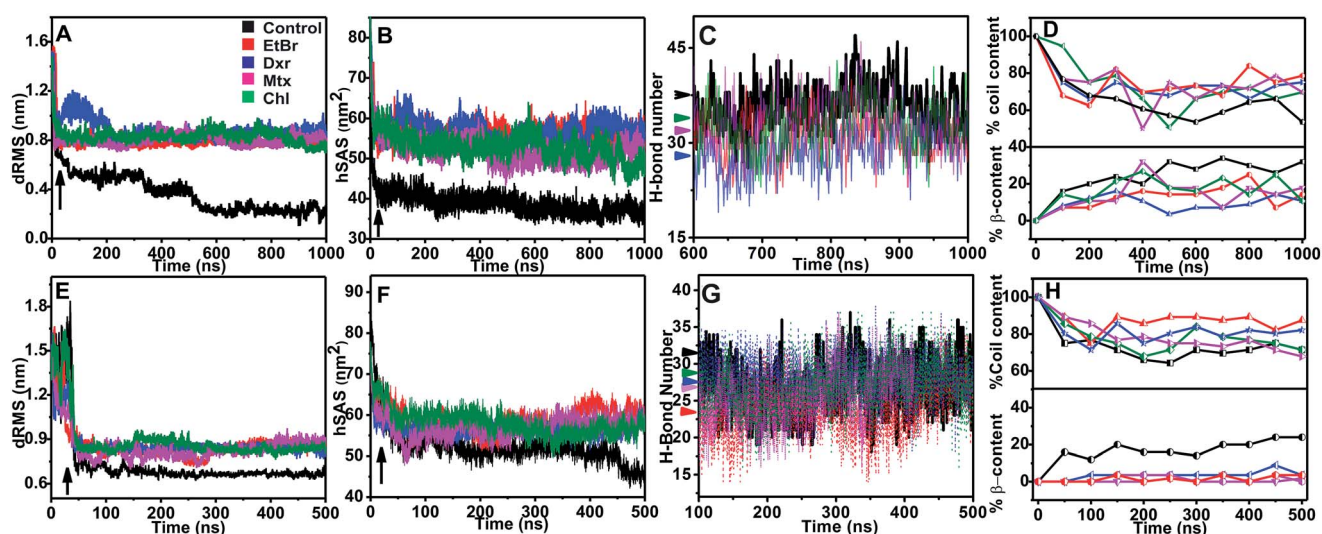 A
dRMS (nm)
1.6
1.2
0.8
0.4
0.0
0 200 400 600 800 1000
Time (ns)
Control
EtBr
Dxr
Mtx
Chl
B
hSAS (nm2)
80
70
60
50
40
30
0 200 400 600 800 1000
Time (ns)
C
H-bond number
45
30
15
600 700 800 900 1000
Time (ns)
D
% coil content
100
80
60
% β-content
40
20
0
0 200 400 600 800 1000
Time (ns)
E
dRMS (nm)
1.8
1.5
1.2
0.9
0.6
0 100 200 300 400 500
Time (ns)
F
hSAS (nm2)
90
80
70
60
50
40
0 100 200 300 400 500
Time (ns)
G
H-Bond Number
40
35
30
25
20
15
100 200 300 400 500
Time (ns)
H
%Coil content
100
80
60
% β-content
40
20
0
0 100 200 300 400 500
Time (ns)